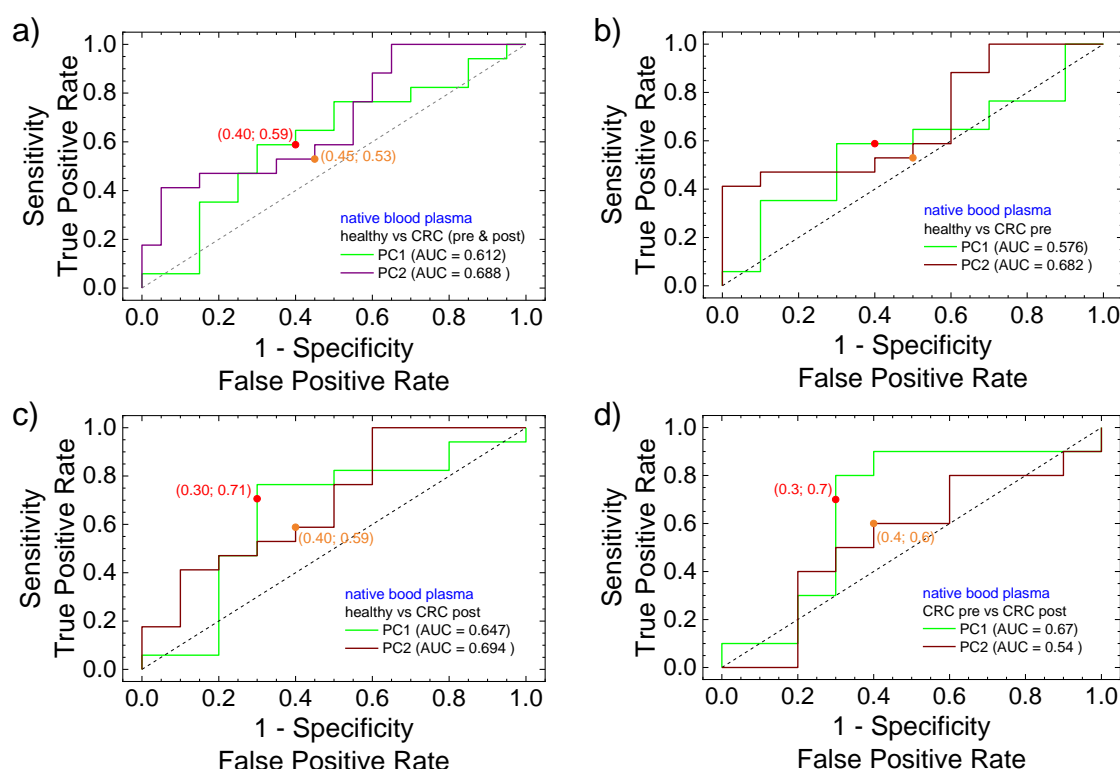 a)
Sensitivity
True Positive Rate
1.0
0.8
0.6
0.4
0.2
0.0
(0.40; 0.59)
(0.45; 0.53)
native blood plasma
healthy vs CRC (pre & post)
PC1 (AUC = 0.612)
PC2 (AUC = 0.688 )
0.0 0.2 0.4 0.6 0.8 1.0
1 - Specificity
False Positive Rate
b)
Sensitivity
True Positive Rate
1.0
0.8
0.6
0.4
0.2
0.0
native bood plasma
healthy vs CRC pre
PC1 (AUC = 0.576)
PC2 (AUC = 0.682 )
0.0 0.2 0.4 0.6 0.8 1.0
1 - Specificity
False Positive Rate
c)
Sensitivity
True Positive Rate
1.0
0.8
0.6
0.4
0.2
0.0
(0.30; 0.71)
(0.40; 0.59)
native bood plasma
healthy vs CRC post
PC1 (AUC = 0.647)
PC2 (AUC = 0.694 )
0.0 0.2 0.4 0.6 0.8 1.0
1 - Specificity
False Positive Rate
d)
Sensitivity
True Positive Rate
1.0
0.8
0.6
0.4
0.2
0.0
(0.3; 0.7)
(0.4; 0.6)
native bood plasma
CRC pre vs CRC post
PC1 (AUC = 0.67)
PC2 (AUC = 0.54 )
0.0 0.2 0.4 0.6 0.8 1.0
1 - Specificity
False Positive Rate